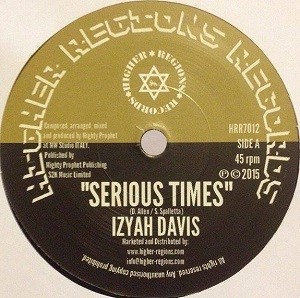 HIGHER REGIONS RECORDS
HIGHER REGIONS
RECORDS
Composed, arranged, mixed
and produced by Mighty Prophet
at MW Studio ITALY.
Published by
Mighty Prophet Publishing
S2K Music Limited
HRR7012
SIDE A
45 rpm
℗ © 2015
"SERIOUS TIMES"
(D. Allen / S. Spalletta)
IZYAH DAVIS
Marketed and Distributed by:
www.higher-regions.com
info@higher-regions.com
All rights reserved. Any unauthorised copying prohibited.